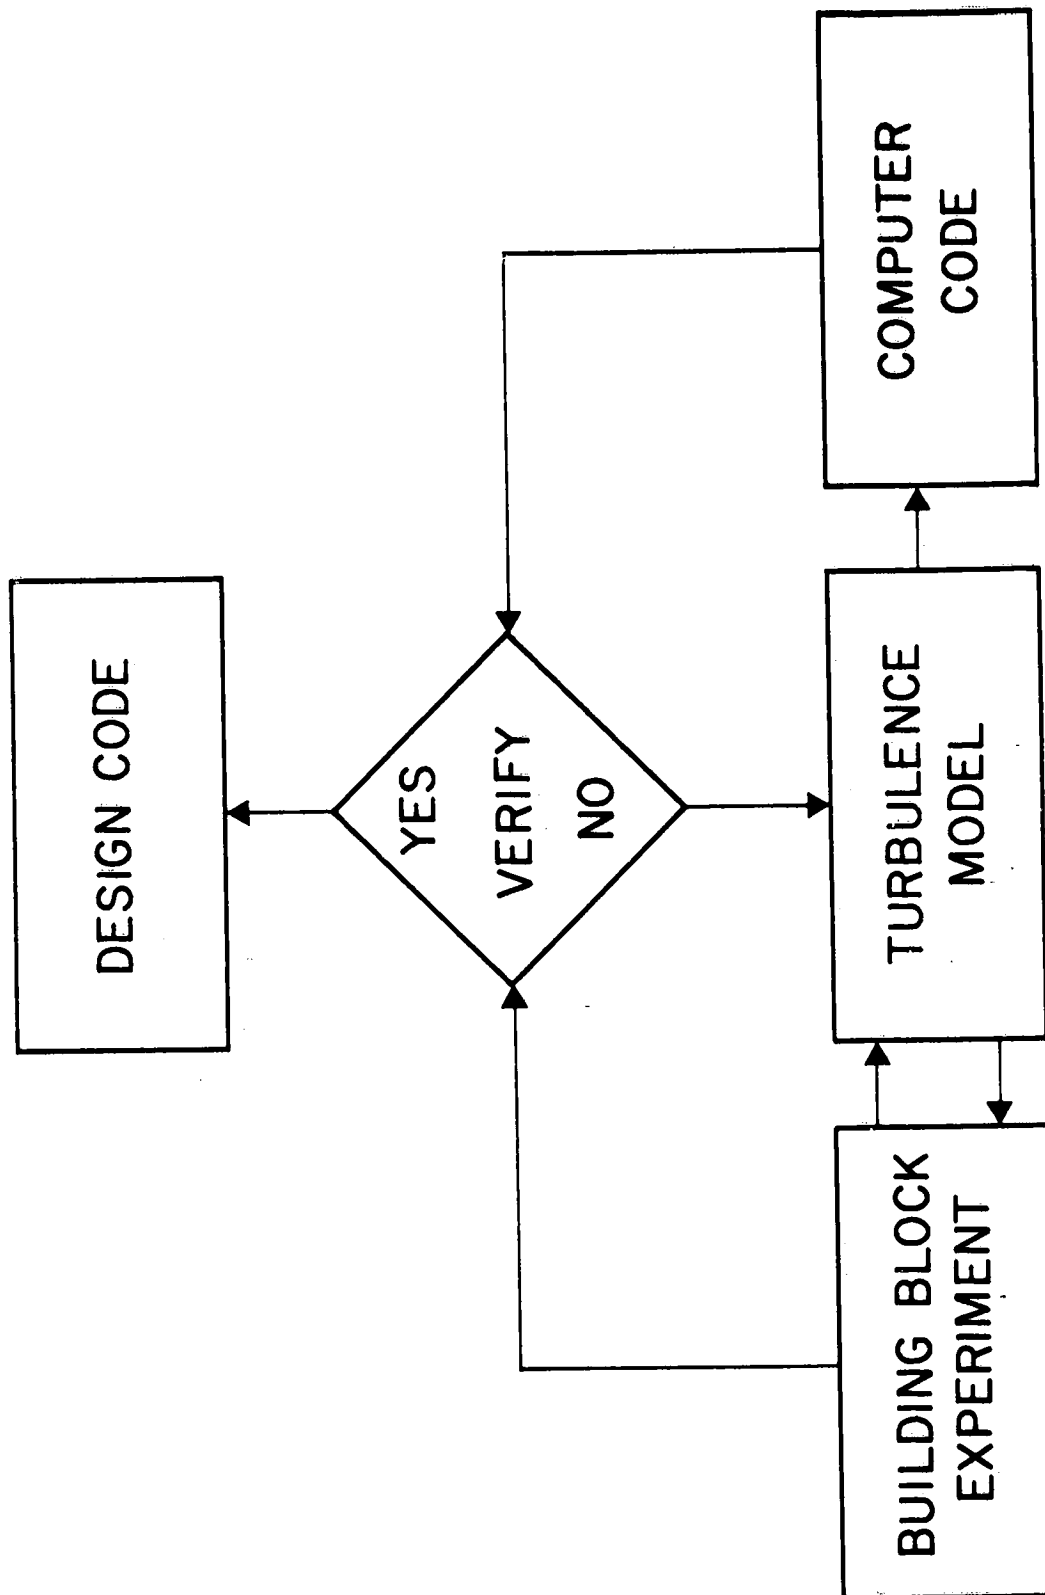 DESIGN CODE
YES
VERIFY
NO
BUILDING BLOCK
EXPERIMENT
TURBULENCE
MODEL
COMPUTER
CODE